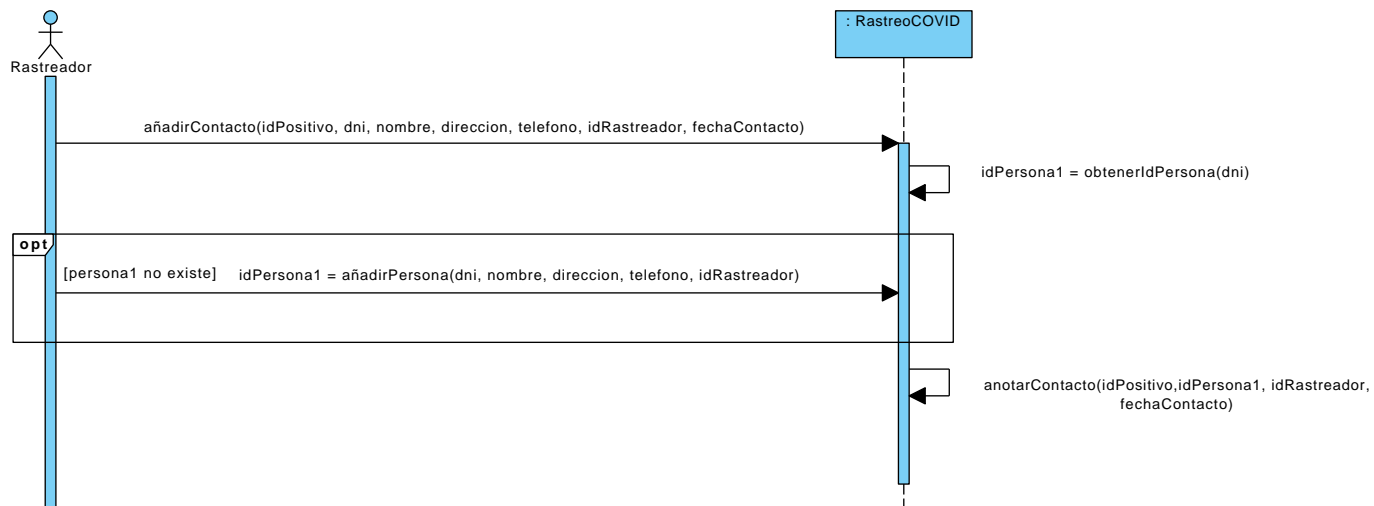 : RastreoCOVID
Rastreador
añadirContacto(idPositivo, dni, nombre, direccion, telefono, idRastreador, fechaContacto)
idPersona1 = obtenerIdPersona(dni)
opt
[persona1 no existe] idPersona1 = añadirPersona(dni, nombre, direccion, telefono, idRastreador)
anotarContacto(idPositivo,idPersona1, idRastreador,
fechaContacto)